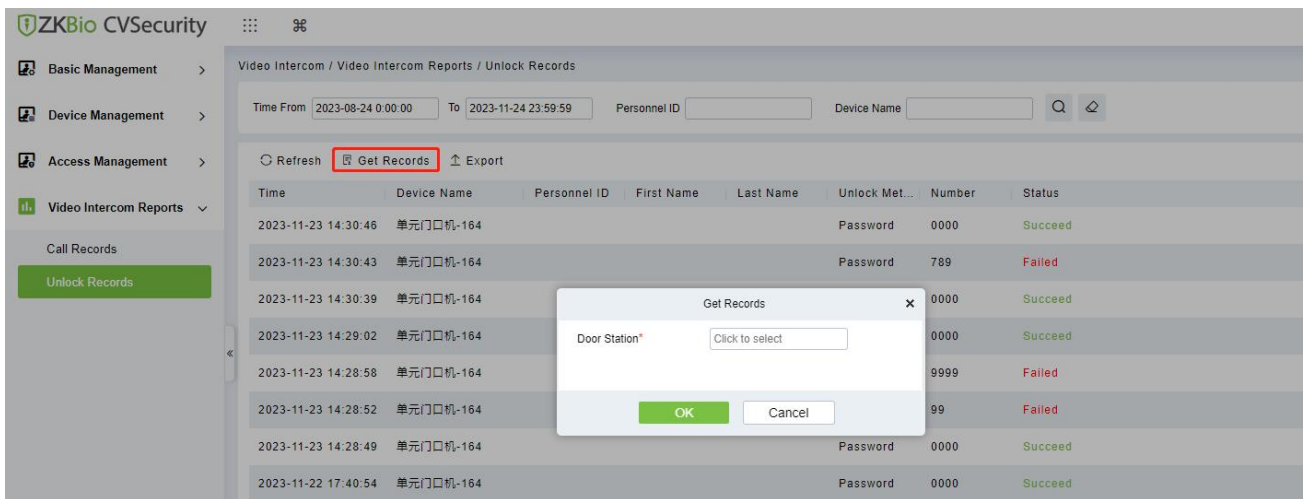 ZKBio CVSecurity
Basic Management
Device Management
Access Management
Video Intercom Reports
Call Records
Unlock Records
Video Intercom / Video Intercom Reports / Unlock Records
Time From 2023-08-24 0:00:00 To 2023-11-24 23:59:59 Personnel ID Device Name
Refresh Get Records Export
Time Device Name Personnel ID First Name Last Name Unlock Met... Number Status
2023-11-23 14:30:46 单元门口机-164 Password 0000 Succeed
2023-11-23 14:30:43 单元门口机-164 Password 789 Failed
2023-11-23 14:30:39 单元门口机-164 0000 Succeed
2023-11-23 14:29:02 单元门口机-164 0000 Succeed
2023-11-23 14:28:58 单元门口机-164 9999 Failed
2023-11-23 14:28:52 单元门口机-164 99 Failed
2023-11-23 14:28:49 单元门口机-164 Password 0000 Succeed
2023-11-22 17:40:54 单元门口机-164 Password 0000 Succeed
Get Records
Door Station* Click to select
OK Cancel